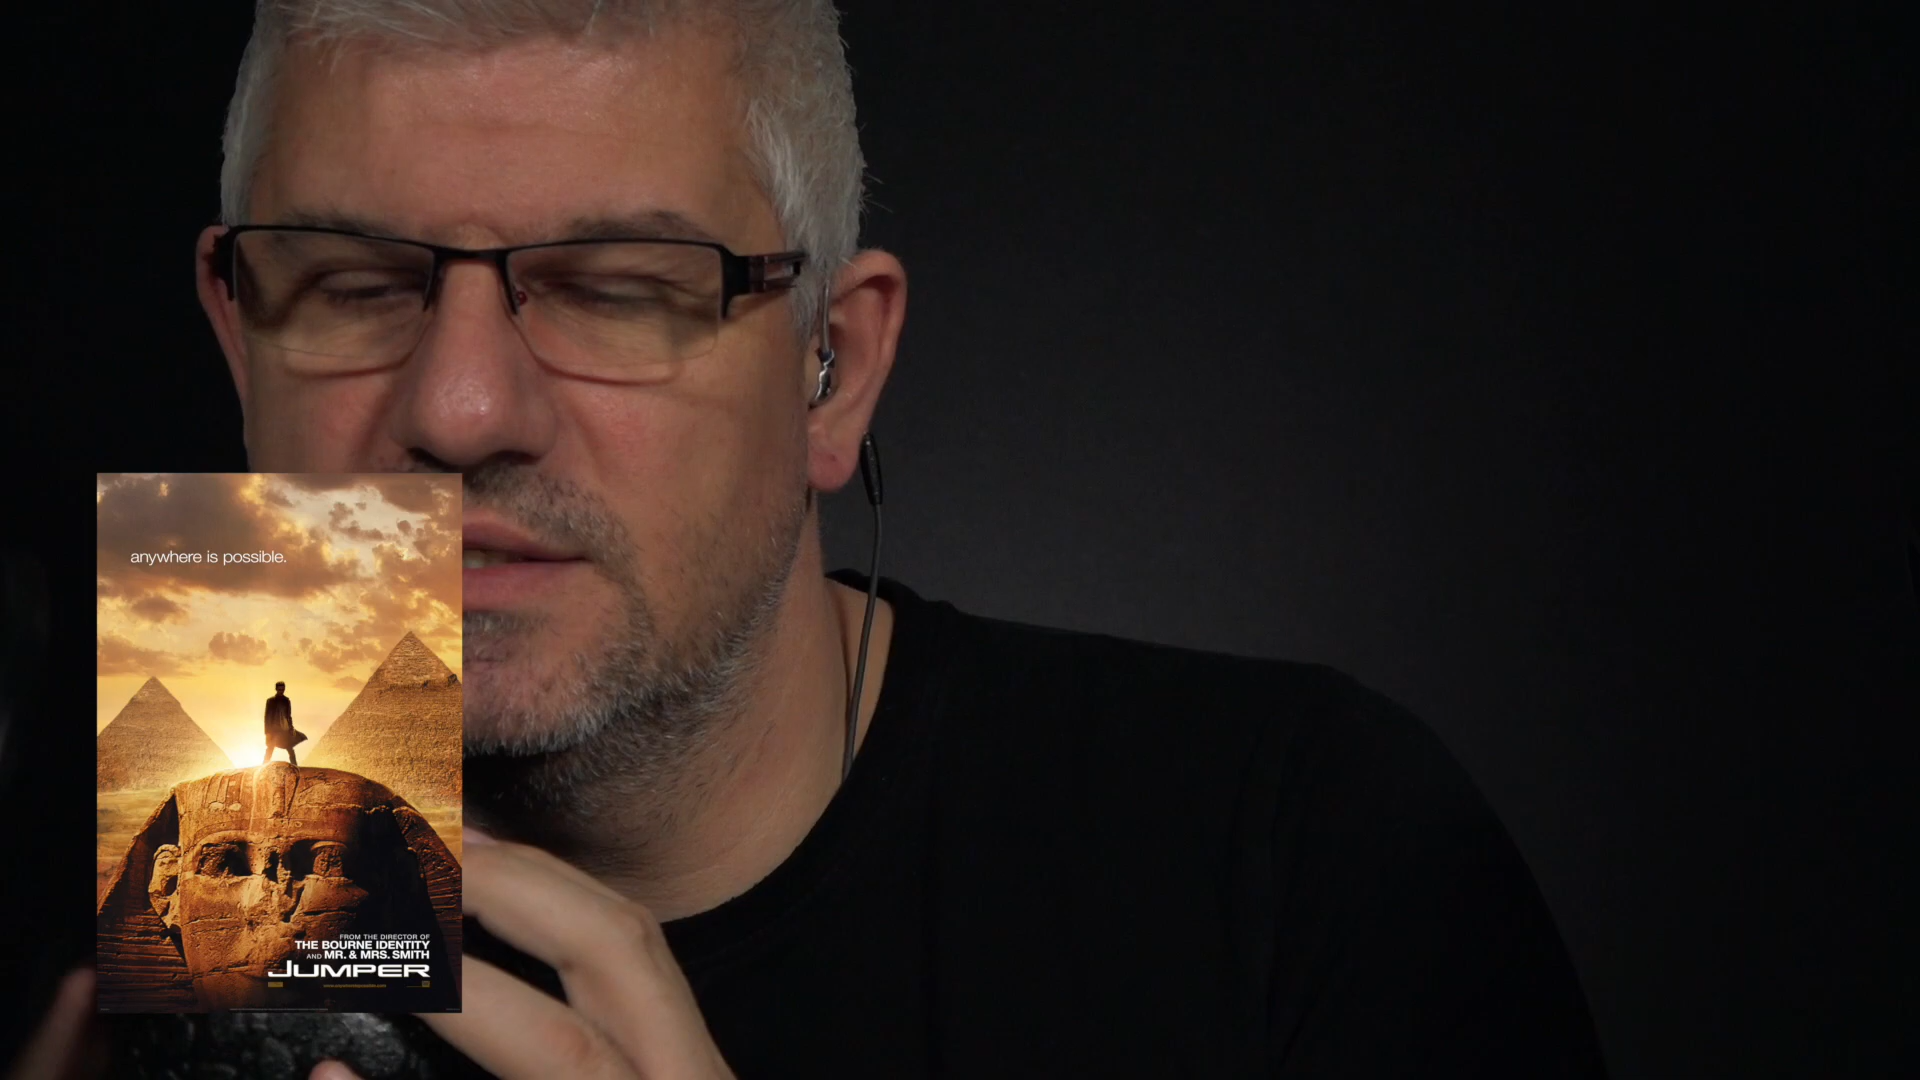 anywhere is possible.
FROM THE DIRECTOR OF
THE BOURNE IDENTITY
AND MR. & MRS. SMITH
JUMPER